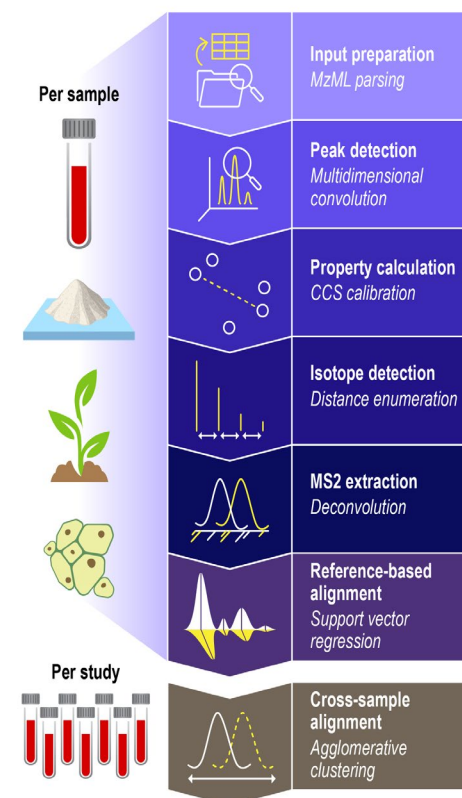 Per sample
Input preparation
MzML parsing
Peak detection
Multidimensional
convolution
Property calculation
CCS calibration
Isotope detection
Distance enumeration
MS2 extraction
Deconvolution
Reference-based
alignment
Support vector
regression
Per study
Cross-sample
alignment
Agglomerative
clustering